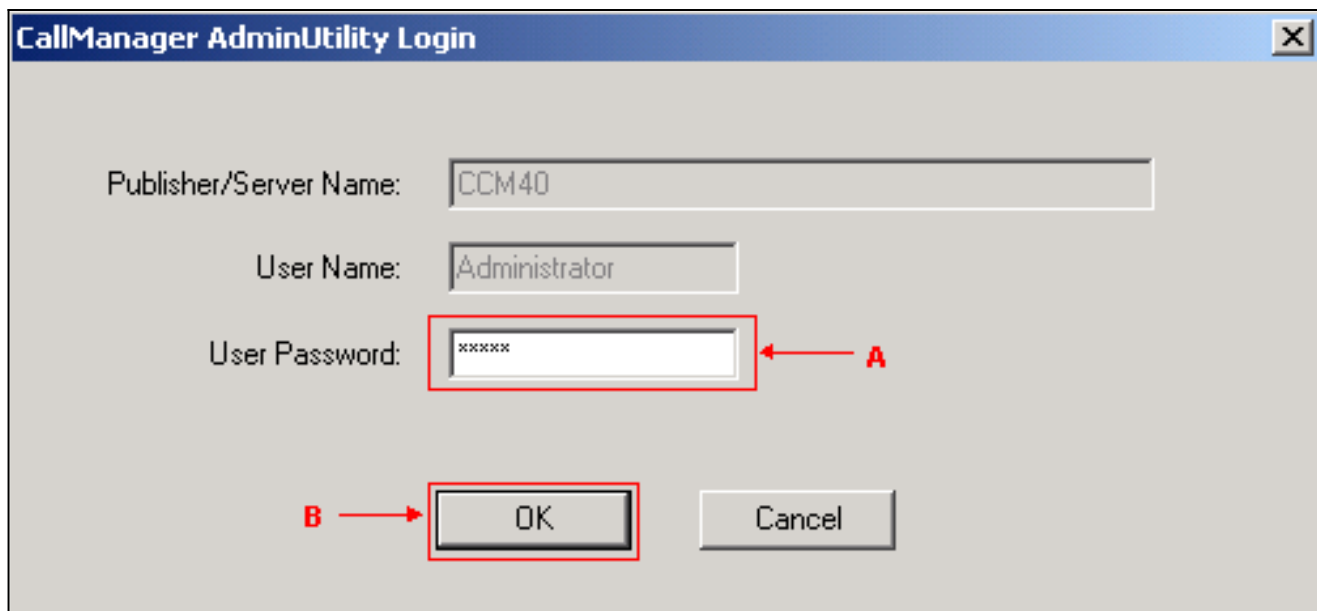 CallManager AdminUtility Login
Publisher/Server Name: CCM40
User Name: Administrator
User Password: ***** A
B OK Cancel